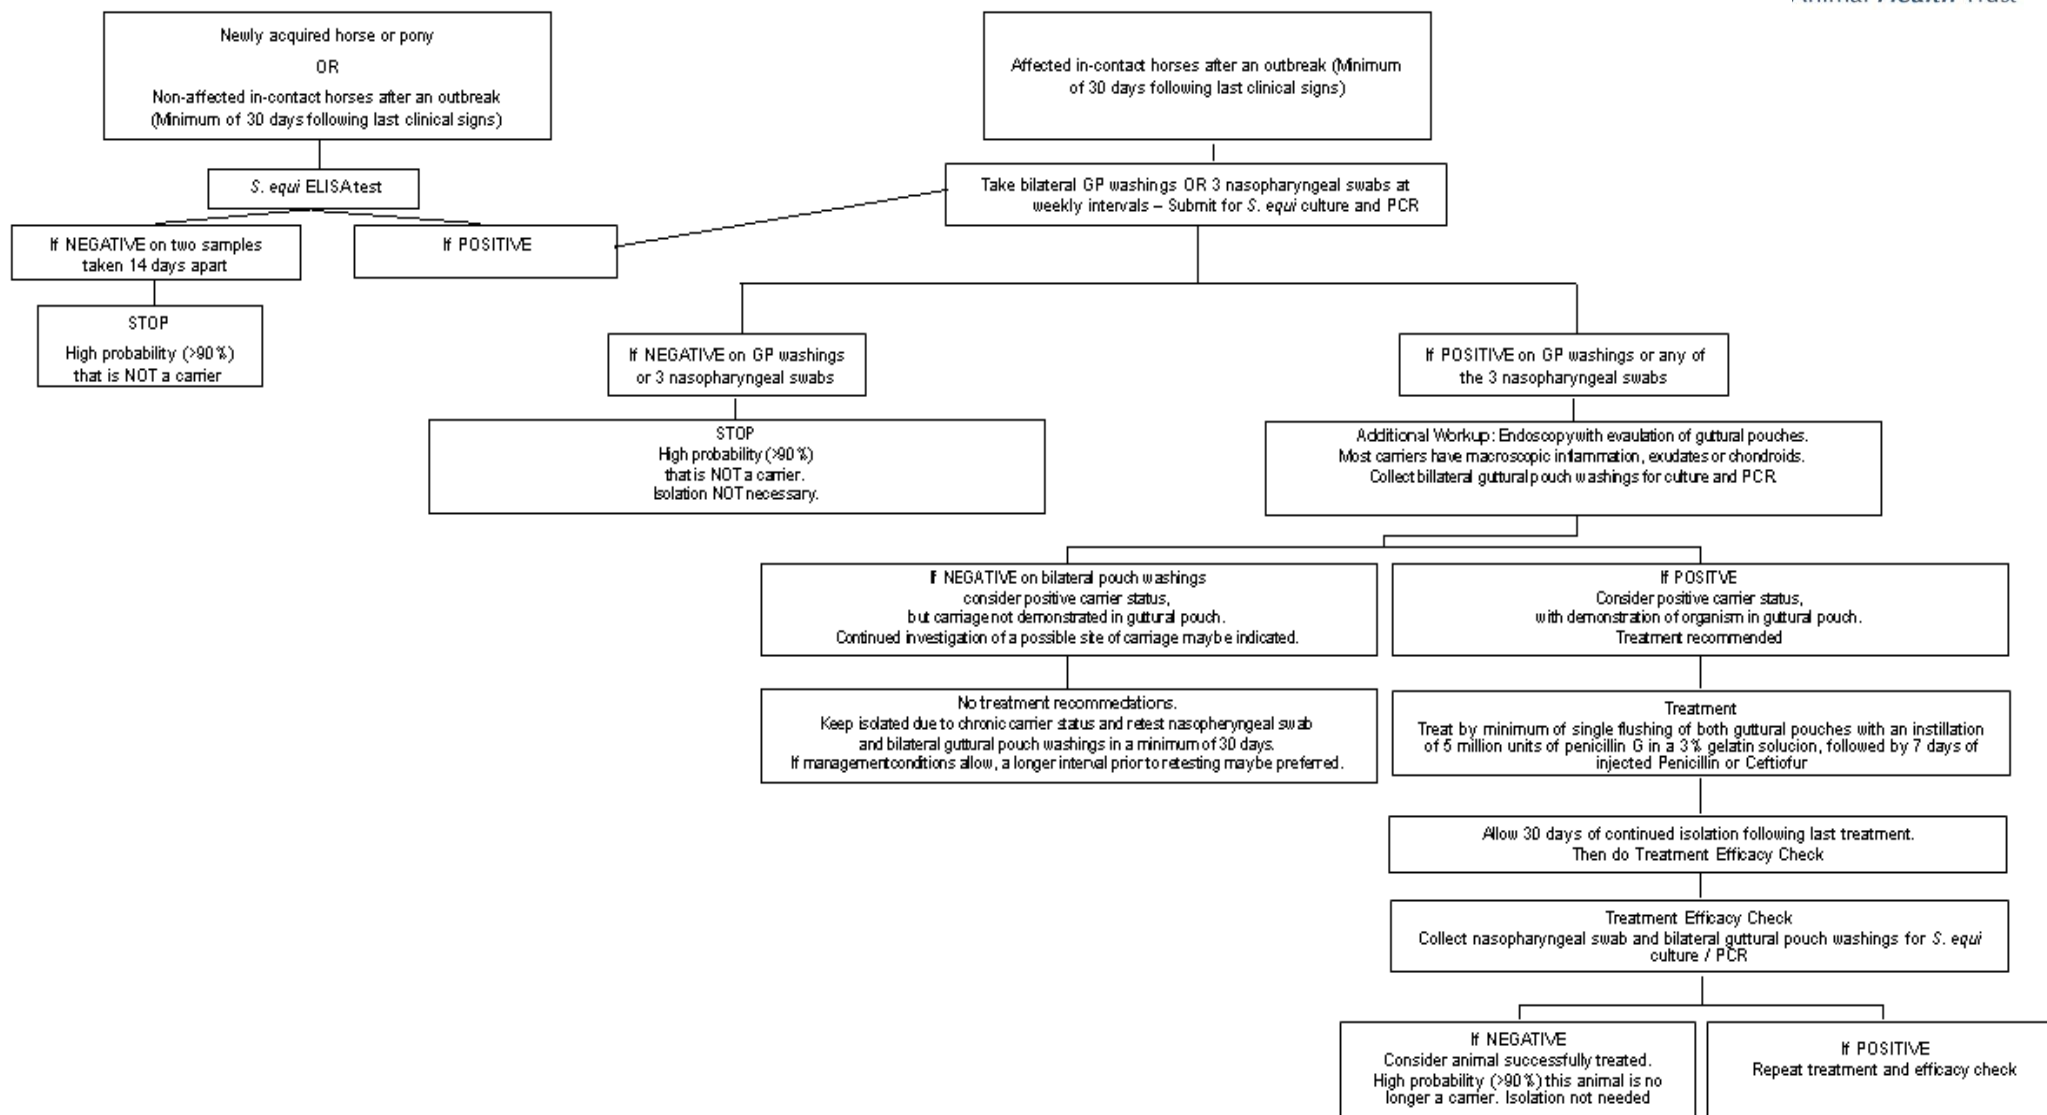 Animal Health Trust
Newly acquired horse or pony
OR
Non-affected in-contact horses after an outbreak
(Minimum of 30 days following last clinical signs)
Affected in-contact horses after an outbreak (Minimum
of 30 days following last clinical signs)
S. equi ELISA test
Take bilateral GP washings OR 3 nasopharyngeal swabs at
weekly intervals – Submit for S. equi culture and PCR
If NEGATIVE on two samples
taken 14 days apart
If POSITIVE
STOP
High probability (>90%)
that is NOT a carrier
If NEGATIVE on GP washings
or 3 nasopharyngeal swabs
If POSITIVE on GP washings or any of
the 3 nasopharyngeal swabs
STOP
High probability (>90%)
that is NOT a carrier.
Isolation NOT necessary.
Additional Workup: Endoscopy with evaulation of guttural pouches.
Most carriers have macroscopic inflammation, exudates or chondroids.
Collect billateral guttural pouch washings for culture and PCR
If NEGATIVE on bilateral pouch washings
consider positive carrier status,
but carriage not demonstrated in guttural pouch.
Continued investigation of a possible site of carriage may be indicated.
If POSITVE
Consider positive carrier status,
with demonstration of organism in guttural pouch.
Treatment recommended
No treatment recommedations.
Keep isolated due to chronic carrier status and retest nasopheryngeal swab
and bilateral guttural pouch washings in a minimum of 30 days.
If management conditions allow, a longer interval prior to retesting may be preferred.
Treatment
Treat by minimum of single flushing of both guttural pouches with an instillation
of 5 million units of penicillin G in a 3% gelatin solucion, followed by 7 days of
injected Penicillin or Ceftiofur
Allow 30 days of continued isolation following last treatment.
Then do Treatment Efficacy Check
Treatment Efficacy Check
Collect nasopharyngeal swab and bilateral guttural pouch washings for S. equi
culture / PCR
If NEGATIVE
Consider animal successfully treated.
High probability (>90%) this animal is no
longer a carrier. Isolation not needed
If POSITIVE
Repeat treatment and efficacy check